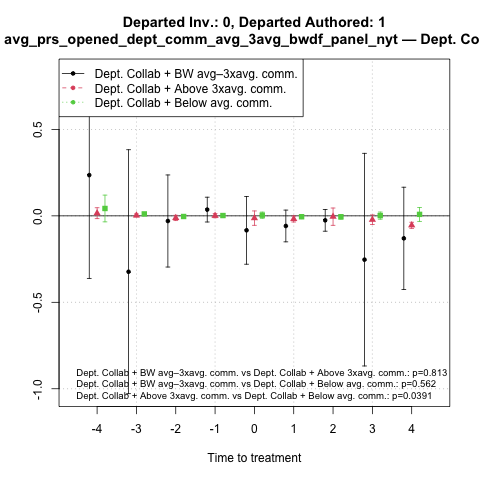 Departed Inv.: 0, Departed Authored: 1
avg_prs_opened_dept_comm_avg_3avg_bwdf_panel_nyt — Dept. Co
Dept. Collab + BW avg–3xavg. comm.
Dept. Collab + Above 3xavg. comm.
Dept. Collab + Below avg. comm.
0.5
0.0
-0.5
-1.0
Dept. Collab + BW avg–3xavg. comm. vs Dept. Collab + Above 3xavg. comm.: p=0.813
Dept. Collab + BW avg–3xavg. comm. vs Dept. Collab + Below avg. comm.: p=0.562
Dept. Collab + Above 3xavg. comm. vs Dept. Collab + Below avg. comm.: p=0.0391
-4 -3 -2 -1 0 1 2 3 4
Time to treatment